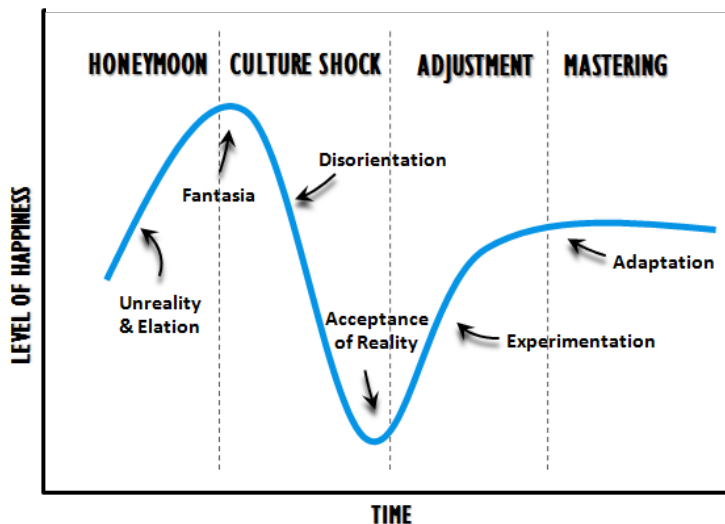 HONEYMOON
CULTURE SHOCK
ADJUSTMENT
MASTERING
Disorientation
Fantasia
Unreality
& Elation
Acceptance
of Reality
Experimentation
Adaptation
LEVEL OF HAPPINESS
TIME